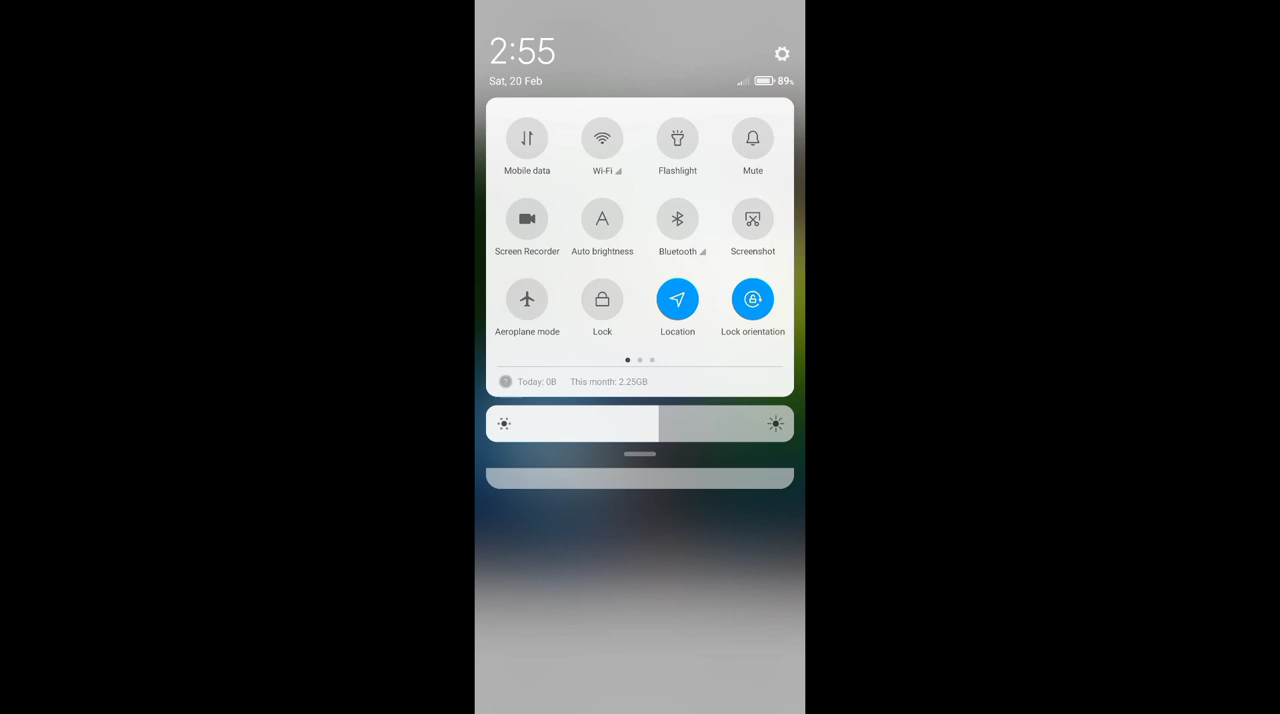 2:55
Sat, 20 Feb
89%
Mobile data
Wi-Fi
Flashlight
Mute
Screen Recorder
Auto brightness
Bluetooth
Screenshot
Aeroplane mode
Lock
Location
Lock orientation
Today: 0B
This month: 2.25GB